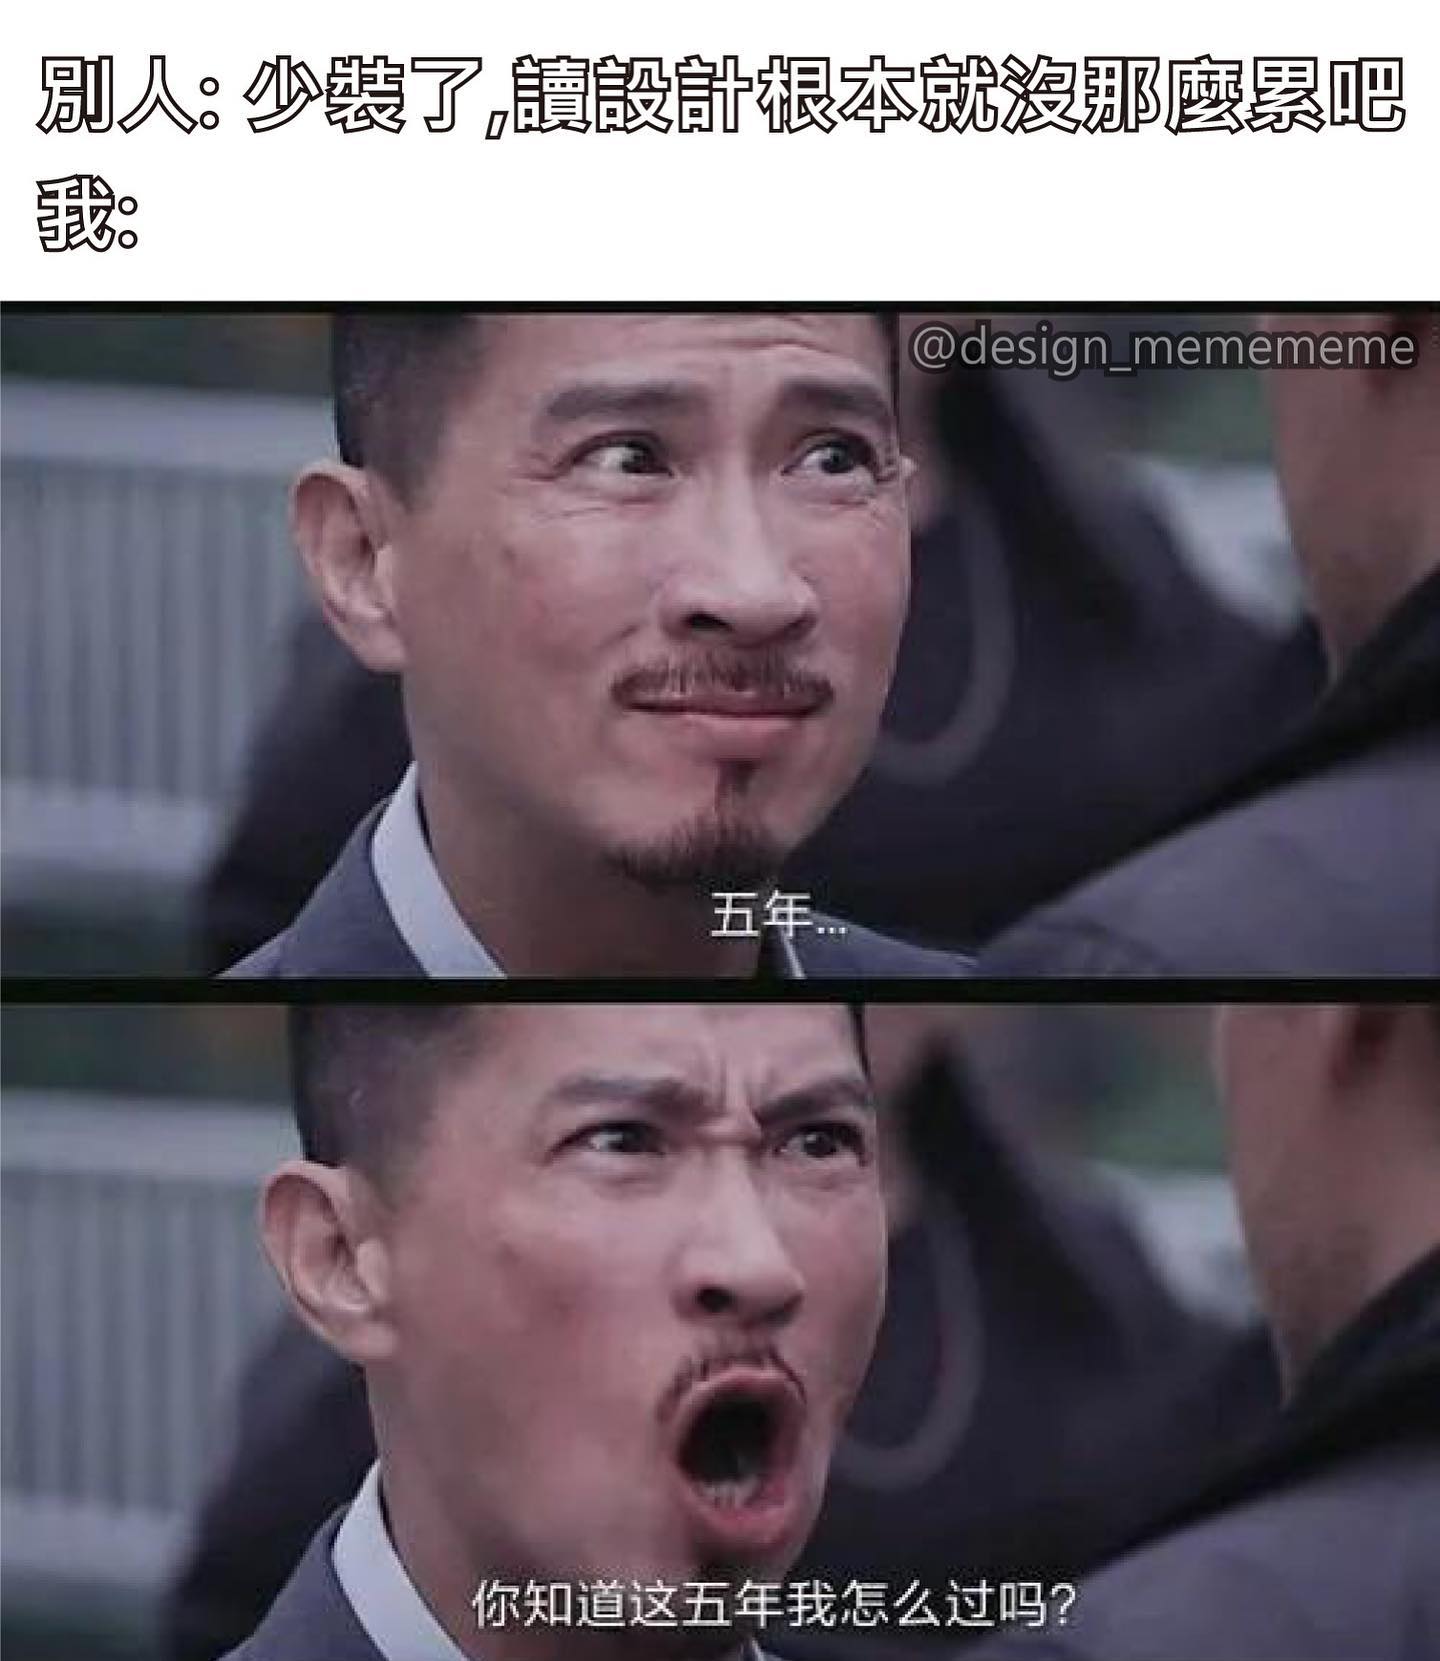 別人: 少裝了,讀設計根本就沒那麼累吧
我:
@design_memememe
五年...
你知道这五年我怎么过吗?